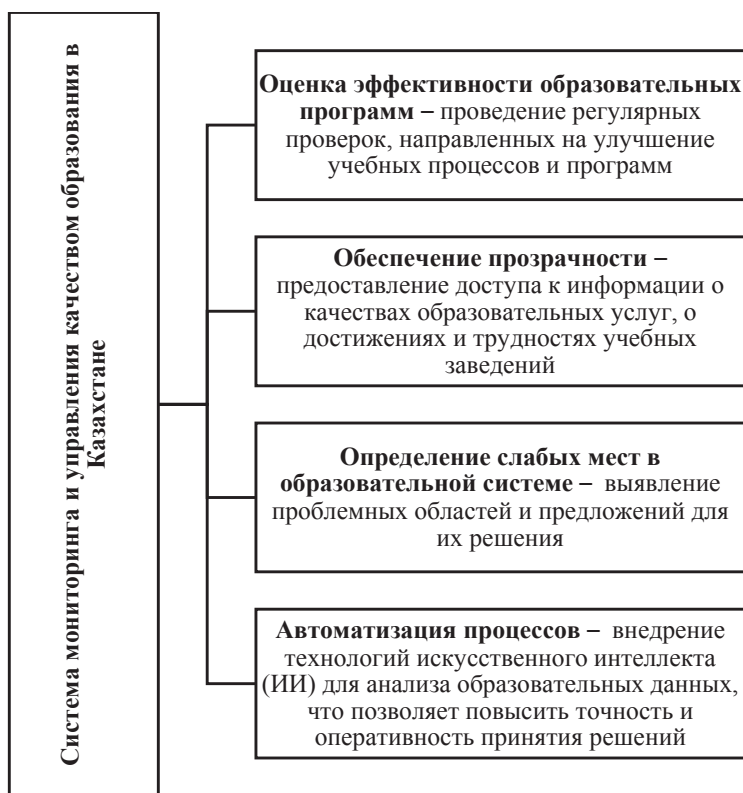 Система мониторинга и управления качеством образования в
Казахстане
Оценка эффективности образовательных
программ – проведение регулярных
проверок, направленных на улучшение
учебных процессов и программ
Обеспечение прозрачности –
предоставление доступа к информации о
качествах образовательных услуг, о
достижениях и трудностях учебных
заведений
Определение слабых мест в
образовательной системе – выявление
проблемных областей и предложений для
их решения
Автоматизация процессов – внедрение
технологий искусственного интеллекта
(ИИ) для анализа образовательных данных,
что позволяет повысить точность и
оперативность принятия решений